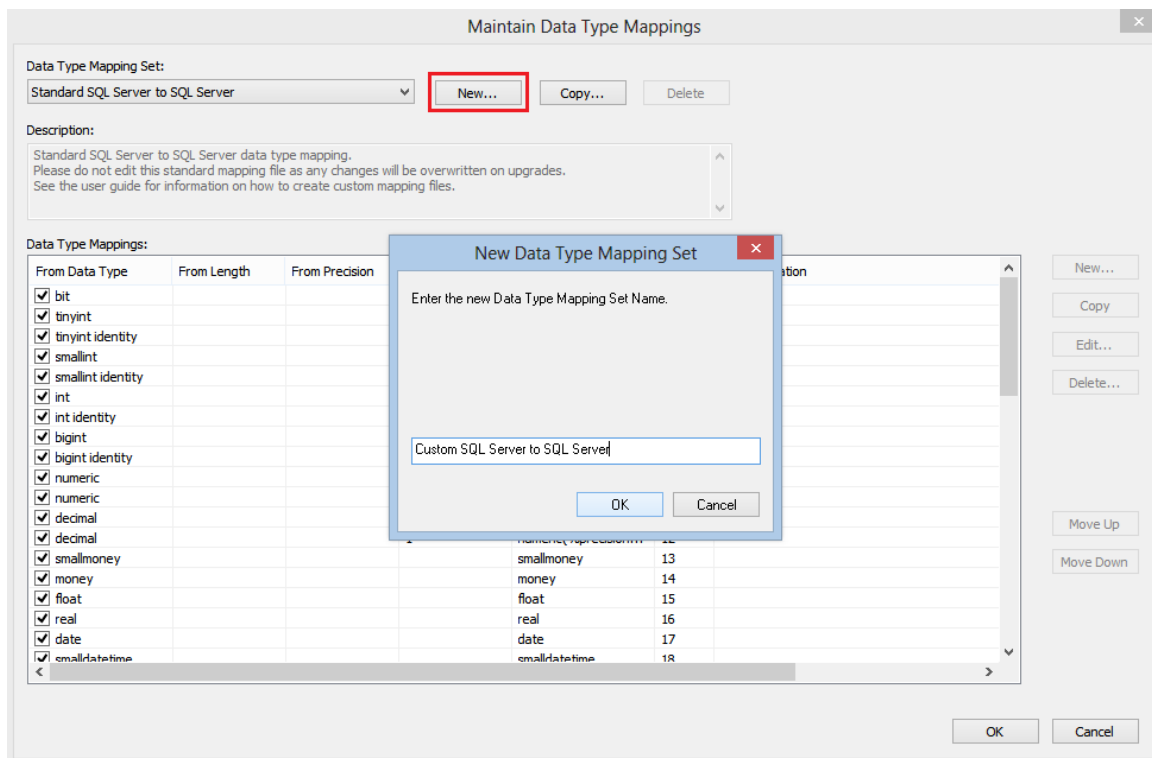 Maintain Data Type Mappings
Data Type Mapping Set:
Standard SQL Server to SQL Server
New...
Copy...
Delete
Description:
Standard SQL Server to SQL Server data type mapping.
Please do not edit this standard mapping file as any changes will be overwritten on upgrades.
See the user guide for information on how to create custom mapping files.
Data Type Mappings:
From Data Type From Length From Precision
New Data Type Mapping Set
Enter the new Data Type Mapping Set Name.
Custom SQL Server to SQL Server
OK Cancel
bit
tinyint
tinyint identity
smallint
smallint identity
int
int identity
bigint
bigint identity
numeric
numeric
decimal
decimal
smallmoney smallmoney 13
money money 14
float float 15
real real 16
date date 17
smalldatetime smalldatetime 18
New...
Copy
Edit...
Delete...
Move Up
Move Down
OK Cancel